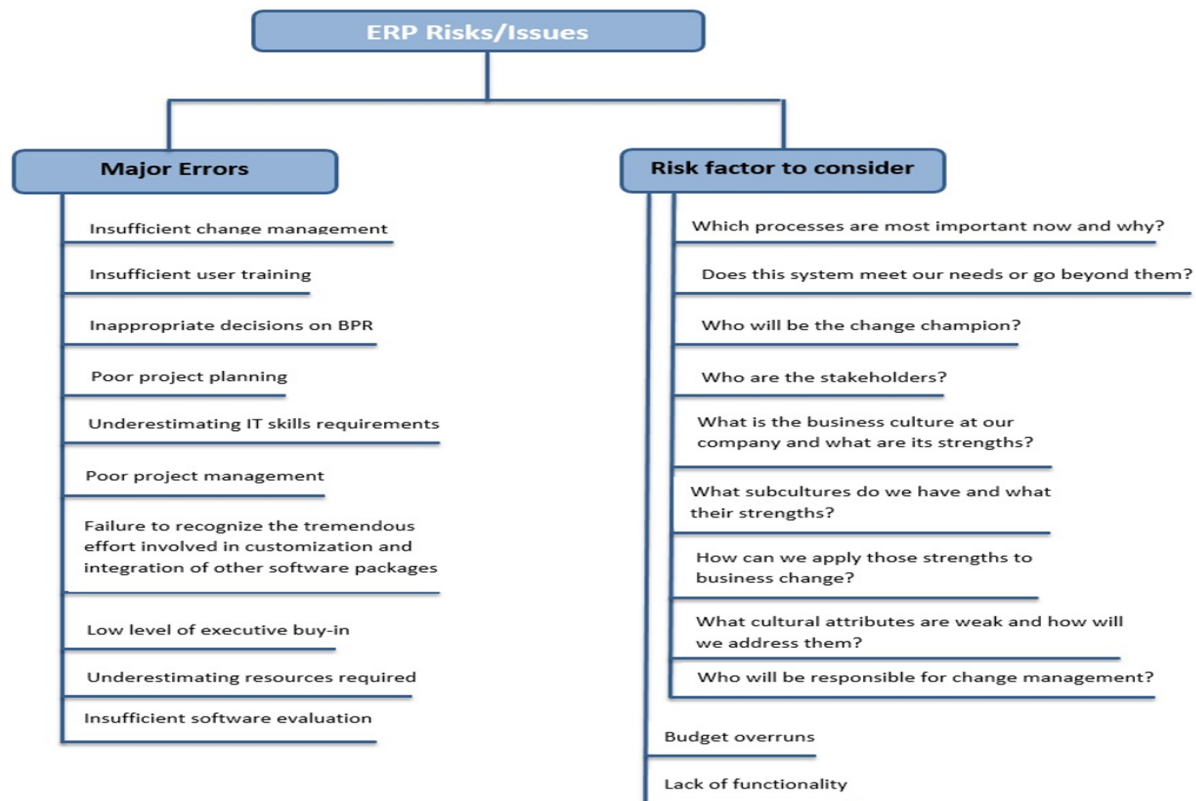 ERP Risks/Issues
Major Errors
Insufficient change management
Insufficient user training
Inappropriate decisions on BPR
Poor project planning
Underestimating IT skills requirements
Poor project management
Failure to recognize the tremendous
effort involved in customization and
integration of other software packages
Low level of executive buy-in
Underestimating resources required
Insufficient software evaluation
Risk factor to consider
Which processes are most important now and why?
Does this system meet our needs or go beyond them?
Who will be the change champion?
Who are the stakeholders?
What is the business culture at our
company and what are its strengths?
What subcultures do we have and what
their strengths?
How can we apply those strengths to
business change?
What cultural attributes are weak and how will
we address them?
Who will be responsible for change management?
Budget overruns
Lack of functionality